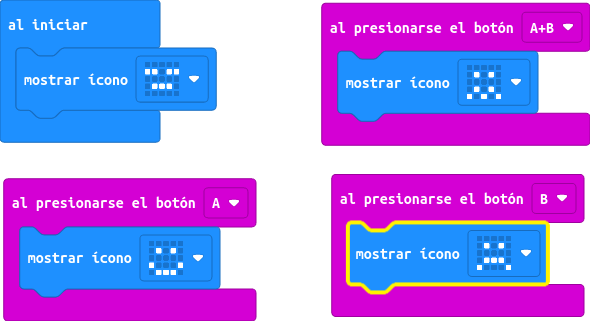 al iniciar
mostrar ícono
al presionarse el botón A+B
mostrar ícono
al presionarse el botón A
mostrar ícono
al presionarse el botón B
mostrar ícono